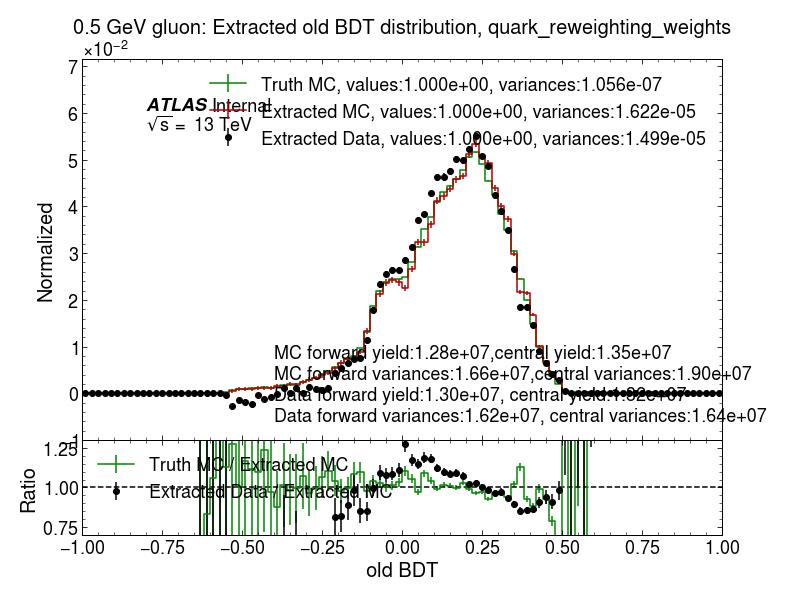 0.5 GeV gluon: Extracted old BDT distribution, quark_reweighting_weights
×10⁻²
7
6
5
4
3
2
1
0
1
Normalized
Truth MC, values:1.000e+00, variances:1.056e-07
ATLAS Internal
Extracted MC, values:1.000e+00, variances:1.622e-05
√s = 13 TeV
Extracted Data, values:1.000e+00, variances:1.499e-05
MC forward yield:1.28e+07,central yield:1.35e+07
MC forward variances:1.66e+07,central variances:1.90e+07
Data forward yield:1.30e+07, central
Data forward variances:1.62e+07, central variances:1.64e+07
1.25
1.00
0.75
Ratio
Truth MC / Extracted MC
Extracted Data / Extracted MC
−1.00 −0.75 −0.50 −0.25 0.00 0.25 0.50 0.75 1.00
old BDT